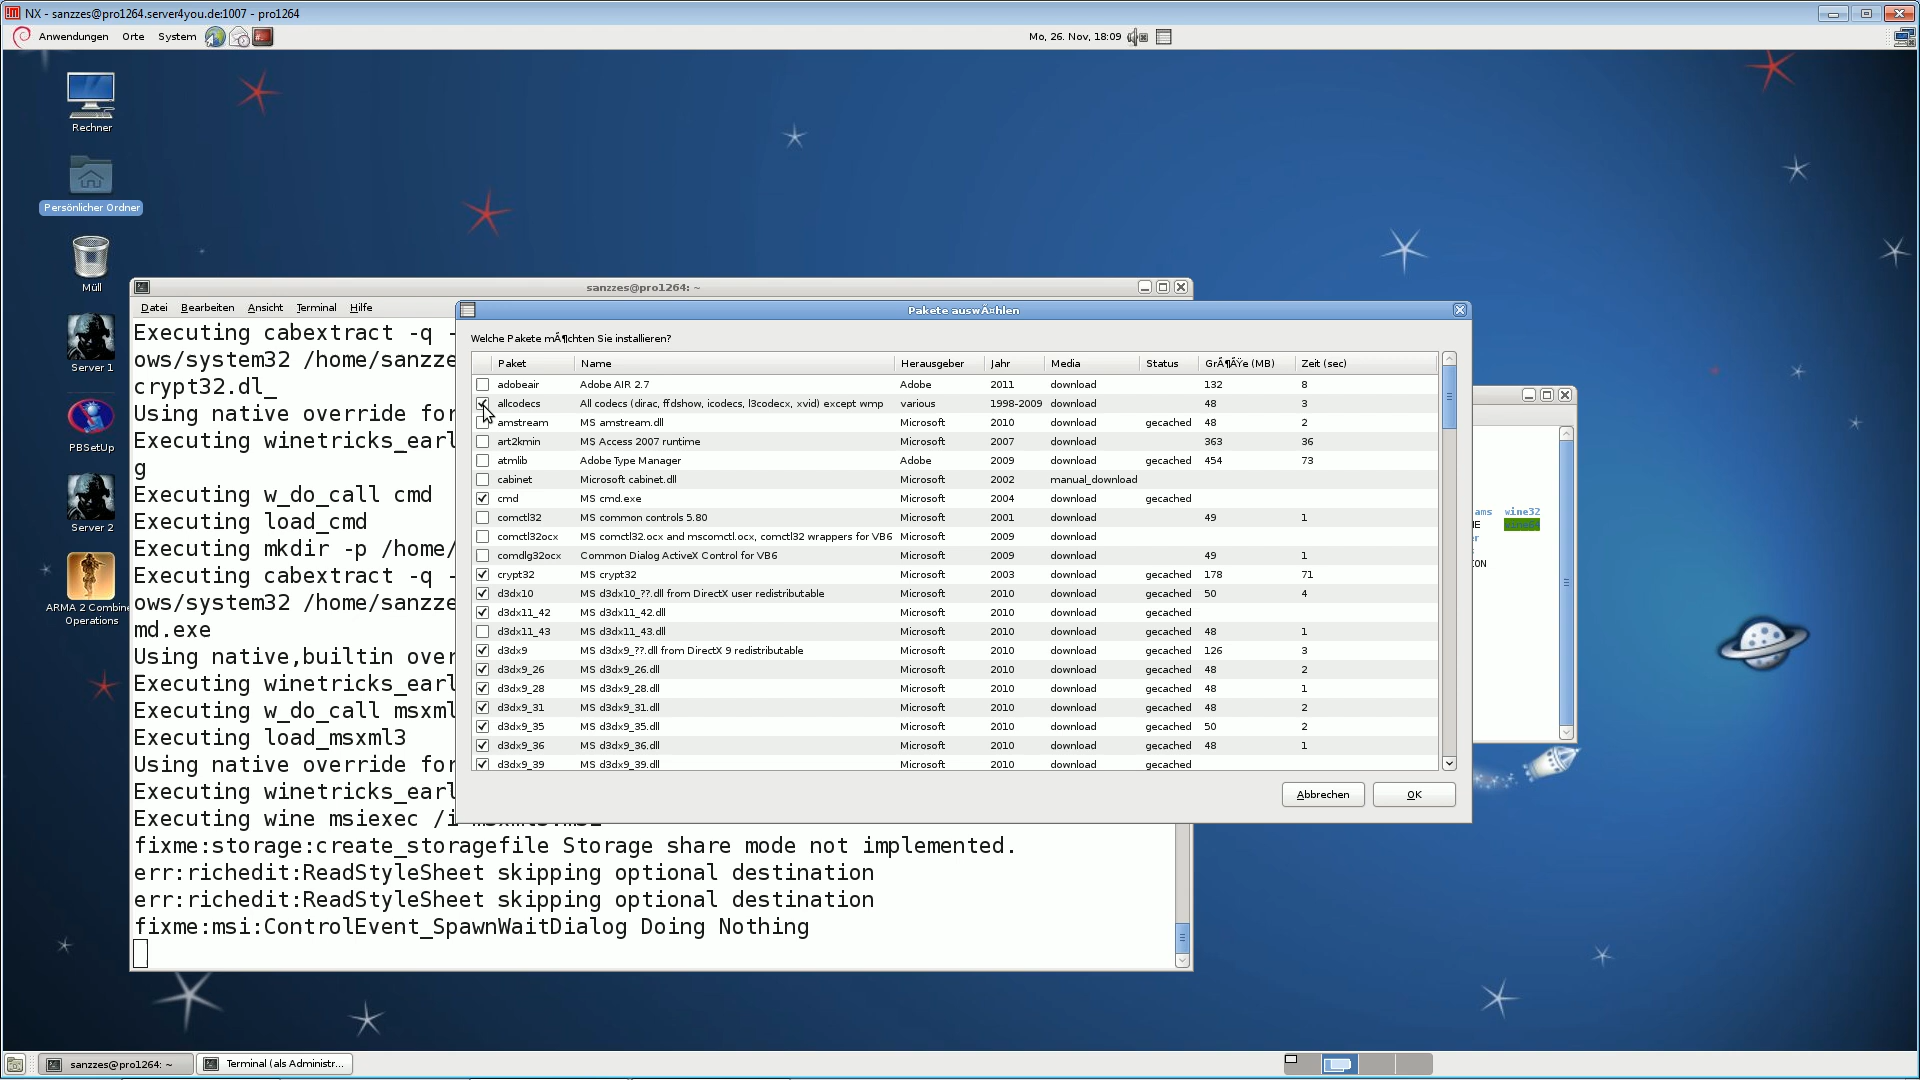 NX - sanzzes@pro1264.server4you.de:1007 - pro1264
Anwendungen Orte System
Mo, 26. Nov, 18:09
Rechner
Persönlicher Ordner
Müll
Server 1
PBSetUp
Server 2
ARMA 2 Combine
Operations
sanzzes@pro1264: ~
Datei Bearbeiten Ansicht Terminal Hilfe
Executing cabextract -q -
ows/system32 /home/sanzze
crypt32.dl_
Using native override for
Executing winetricks_earl
g
Executing w_do_call cmd
Executing load_cmd
Executing mkdir -p /home/
Executing cabextract -q -
ows/system32 /home/sanzze
md.exe
Using native,builtin over
Executing winetricks_earl
Executing w_do_call msxml
Executing load_msxml3
Using native override for
Executing winetricks_earl
Executing wine msiexec /i
fixme:storage:create_storagefile Storage share mode not implemented.
err:richedit:ReadStyleSheet skipping optional destination
err:richedit:ReadStyleSheet skipping optional destination
fixme:msi:ControlEvent_SpawnWaitDialog Doing Nothing
Pakete auswÃ¤hlen
Welche Pakete mÃ¶chten Sie installieren?
Paket Name Herausgeber Jahr Media Status GrÃ¶ÃŸe (MB) Zeit (sec)
adobeair Adobe AIR 2.7 Adobe 2011 download 132 8
allcodecs All codecs (dirac, ffdshow, icodecs, l3codecx, xvid) except wmp various 1998-2009 download 48 3
amstream MS amstream.dll Microsoft 2010 download gecached 48 2
art2kmin MS Access 2007 runtime Microsoft 2007 download 363 36
atmlib Adobe Type Manager Adobe 2009 download gecached 454 73
cabinet Microsoft cabinet.dll Microsoft 2002 manual_download
cmd MS cmd.exe Microsoft 2004 download gecached
comctl32 MS common controls 5.80 Microsoft 2001 download 49 1
comctl32ocx MS comctl32.ocx and mscomctl.ocx, comctl32 wrappers for VB6 Microsoft 2009 download
comdlg32ocx Common Dialog ActiveX Control for VB6 Microsoft 2009 download 49 1
crypt32 MS crypt32 Microsoft 2003 download gecached 178 71
d3dx10 MS d3dx10_??.dll from DirectX user redistributable Microsoft 2010 download gecached 50 4
d3dx11_42 MS d3dx11_42.dll Microsoft 2010 download gecached
d3dx11_43 MS d3dx11_43.dll Microsoft 2010 download gecached 48 1
d3dx9 MS d3dx9_??.dll from DirectX 9 redistributable Microsoft 2010 download gecached 126 3
d3dx9_26 MS d3dx9_26.dll Microsoft 2010 download gecached 48 2
d3dx9_28 MS d3dx9_28.dll Microsoft 2010 download gecached 48 1
d3dx9_31 MS d3dx9_31.dll Microsoft 2010 download gecached 48 2
d3dx9_35 MS d3dx9_35.dll Microsoft 2010 download gecached 50 2
d3dx9_36 MS d3dx9_36.dll Microsoft 2010 download gecached 48 1
d3dx9_39 MS d3dx9_39.dll Microsoft 2010 download gecached
Abbrechen OK
ams wine32
wine64
ION
sanzzes@pro1264: ~
Terminal (als Administr...